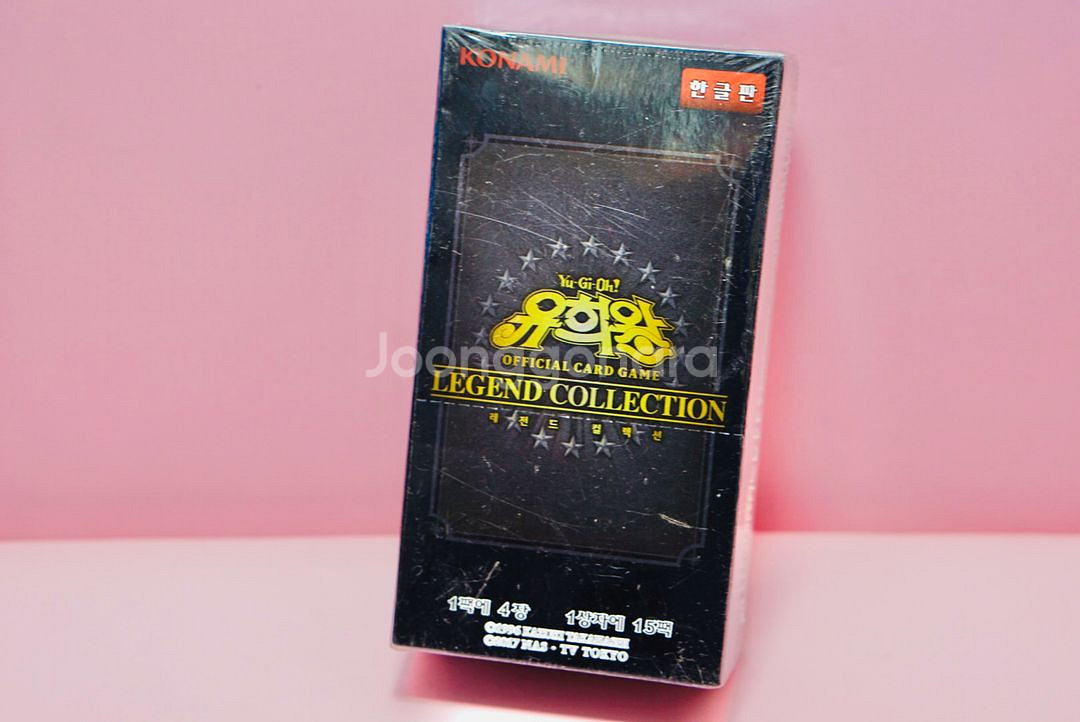 KONAMI
한글판
Yu-Gi-Oh!
유희왕
OFFICIAL CARD GAME
LEGEND COLLECTION
레전드 컬렉션
1팩에 4장 1상자에 15팩
©1996 KAZUKI TAKAHASHI
©2017 NAS・TV TOKYO
Joonggonara